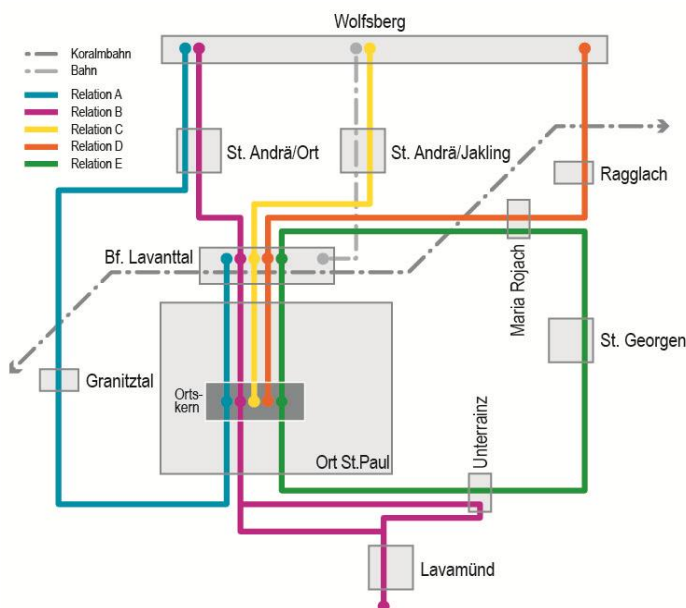 Wolfsberg
Koralmbahn
Bahn
Relation A
Relation B
Relation C
Relation D
Relation E
St. Andrä/Ort
St. Andrä/Jakling
Ragglach
Bf. Lavanttal
Maria Rojach
St. Georgen
Granitztal
Orts-
kern
Ort St.Paul
Unterrainz
Lavamünd